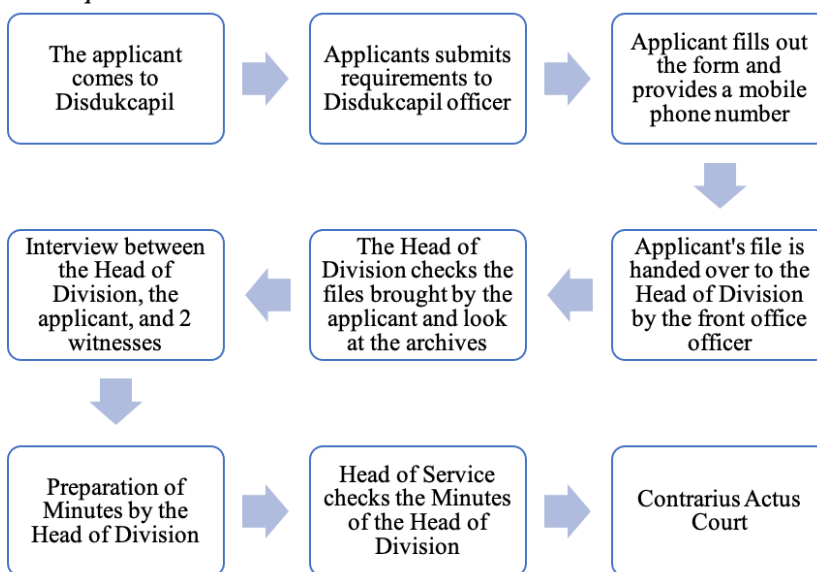 The applicant
comes to
Disdukcapil
Applicants submits
requirements to
Disdukcapil officer
Applicant fills out
the form and
provides a mobile
phone number
Applicant's file is
handed over to the
Head of Division
by the front office
officer
The Head of
Division checks the
files brought by the
applicant and look
at the archives
Interview between
the Head of
Division, the
applicant, and 2
witnesses
Preparation of
Minutes by the
Head of Division
Head of Service
checks the Minutes
of the Head of
Division
Contrarius Actus
Court